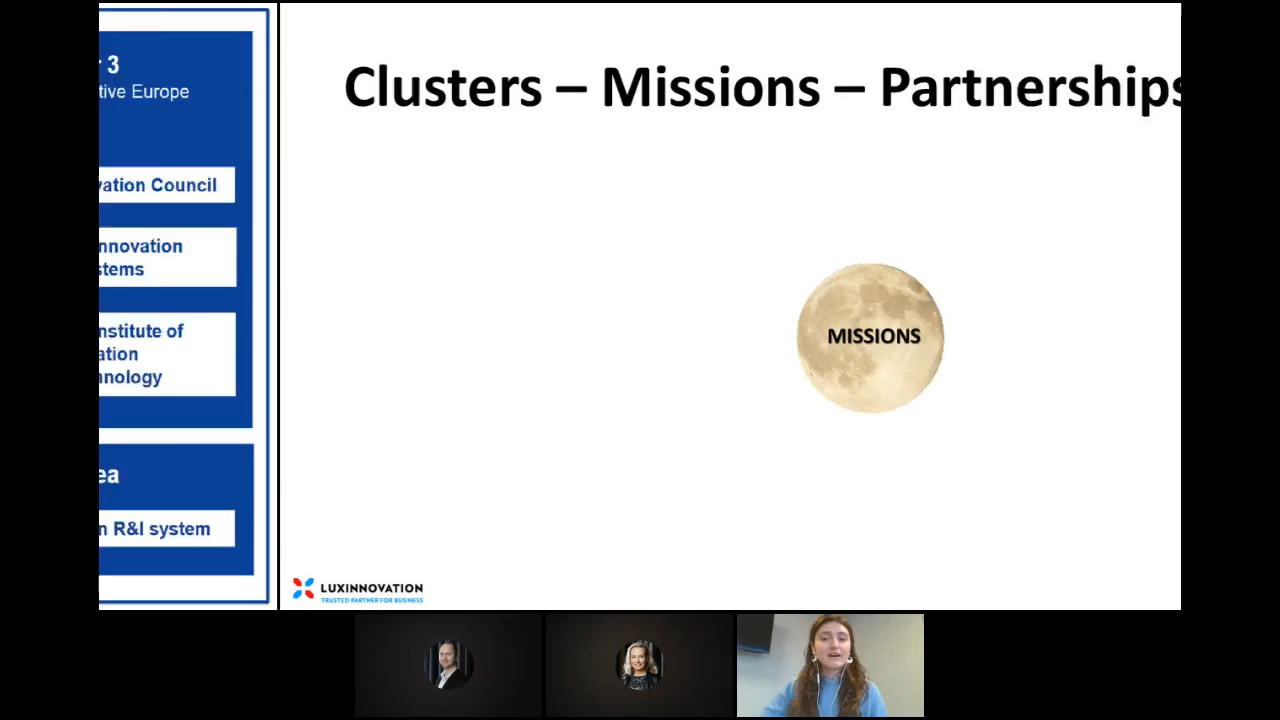 r 3
tive Europe
vation Council
nnovation
stems
nstitute of
ation
nnology
ea
n R&I system
Clusters – Missions – Partnerships
MISSIONS
LUXINNOVATION
TRUSTED PARTNER FOR BUSINESS